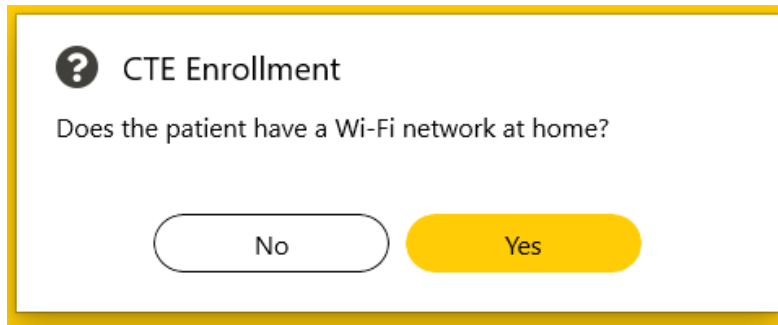 CTE Enrollment
Does the patient have a Wi-Fi network at home?
No
Yes